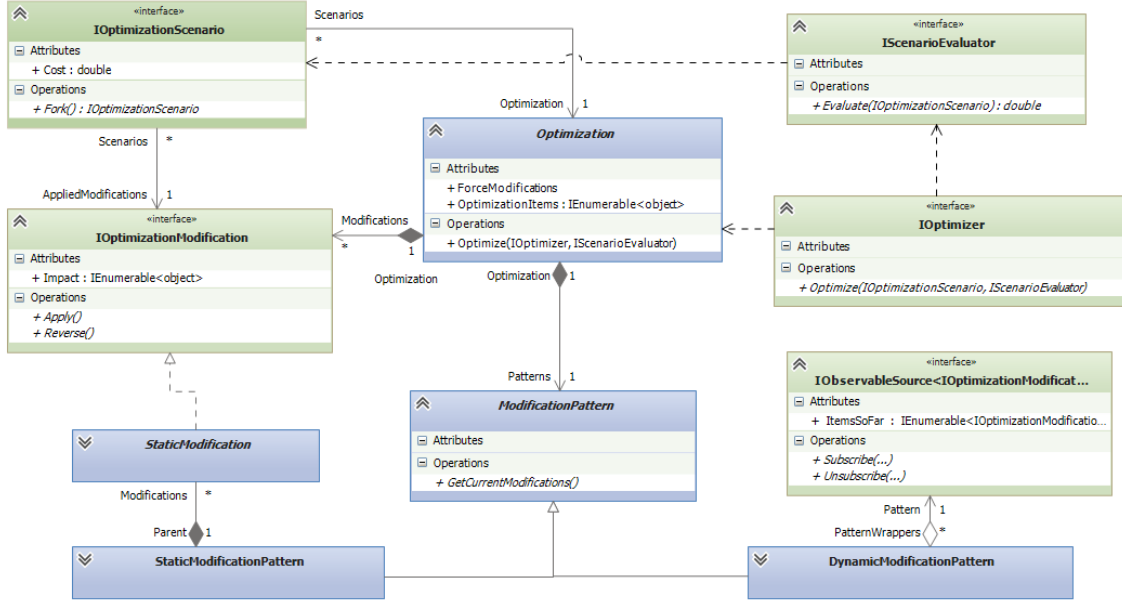 «interface»
IOptimizationScenario
Attributes
+ Cost : double
Operations
+ Fork() : IOptimizationScenario
Scenarios
*
Optimization
1
«interface»
IScenarioEvaluator
Attributes
Operations
+ Evaluate(IOptimizationScenario) : double
Scenarios
*
AppliedModifications
1
Optimization
Attributes
+ ForceModifications
+ OptimizationItems : IEnumerable<object>
Operations
+ Optimize(IOptimizer, IScenarioEvaluator)
«interface»
IOptimizer
Attributes
Operations
+ Optimize(IOptimizationScenario, IScenarioEvaluator)
«interface»
IOptimizationModification
Attributes
+ Impact : IEnumerable<object>
Operations
+ Apply()
+ Reverse()
Modifications
*
1
Optimization
Optimization
1
Patterns
1
ModificationPattern
Attributes
Operations
+ GetCurrentModifications()
«interface»
IObservableSource<IOptimizationModificat...
Attributes
+ ItemsSoFar : IEnumerable<IOptimizationModificatio...
Operations
+ Subscribe(...)
+ Unsubscribe(...)
StaticModification
Modifications
*
Parent
1
StaticModificationPattern
Pattern
1
PatternWrappers
*
DynamicModificationPattern